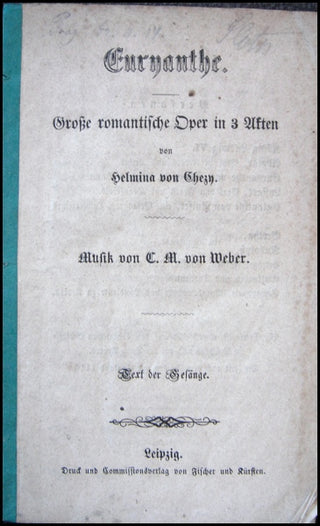 Euryanthe.
Große romantische Oper in 3 Akten
von
Helmina von Chezy.
Musik von C. M. von Weber.
Text der Gesänge.
Leipzig.
Druck und Commissionsverlag von Fischer und Kürsten.